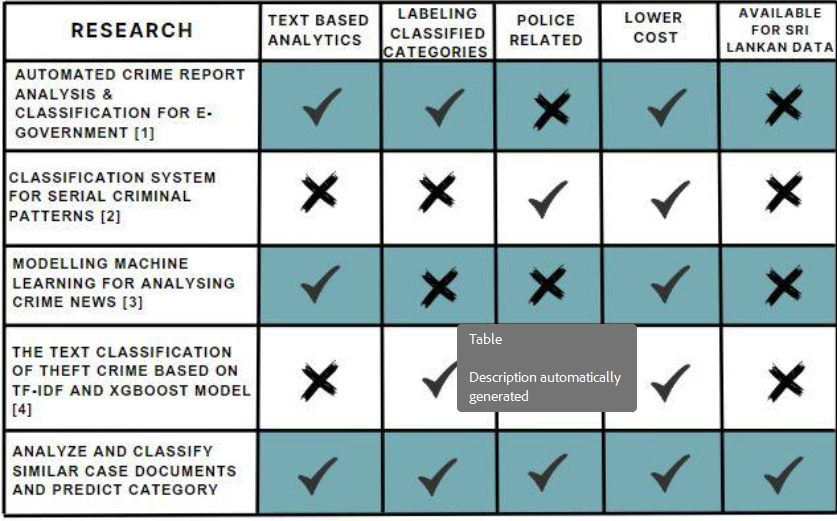 RESEARCH
TEXT BASED
ANALYTICS
LABELING
CLASSIFIED
CATEGORIES
POLICE
RELATED
LOWER
COST
AVAILABLE
FOR SRI
LANKAN DATA
AUTOMATED CRIME REPORT
ANALYSIS &
CLASSIFICATION FOR E-
GOVERNMENT [1]
CLASSIFICATION SYSTEM
FOR SERIAL CRIMINAL
PATTERNS [2]
MODELLING MACHINE
LEARNING FOR ANALYSING
CRIME NEWS [3]
THE TEXT CLASSIFICATION
OF THEFT CRIME BASED ON
TF-IDF AND XGBOOST MODEL
[4]
Table
Description automatically
generated
ANALYZE AND CLASSIFY
SIMILAR CASE DOCUMENTS
AND PREDICT CATEGORY